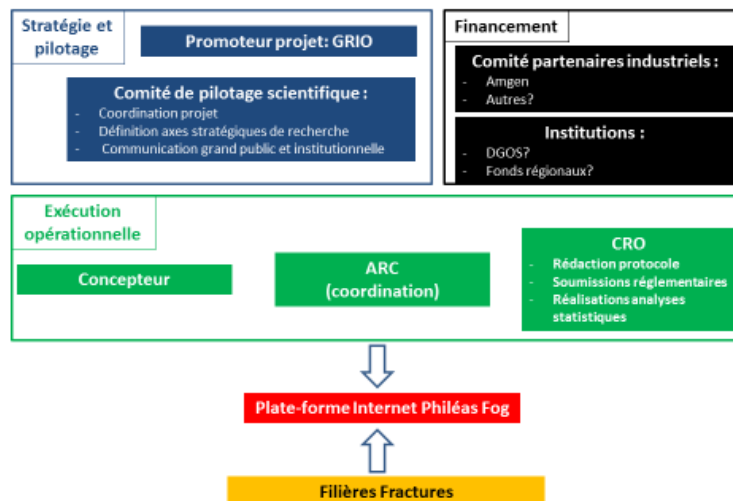 Stratégie et
pilotage
Promoteur projet: GRIO
Comité de pilotage scientifique :
- Coordination projet
- Définition axes stratégiques de recherche
- Communication grand public et institutionnelle
Financement
Comité partenaires industriels :
- Amgen
- Autres?
Institutions :
- DGOS?
- Fonds régionaux?
Exécution
opérationnelle
Concepteur
ARC
(coordination)
CRO
- Rédaction protocole
- Soumissions réglementaires
- Réalisations analyses
statistiques
Plate-forme Internet Philéas Fog
Filières Fractures